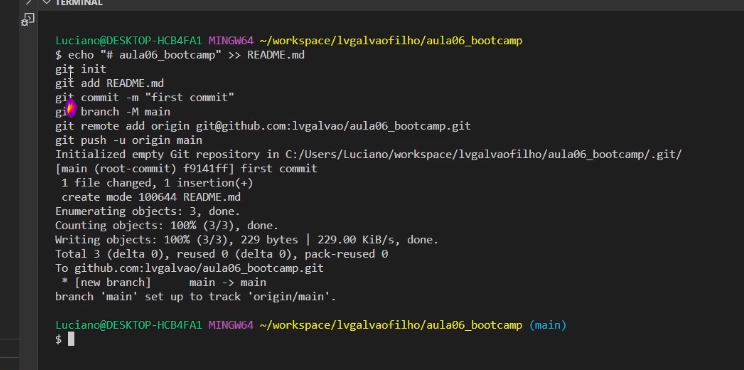 TERMINAL
Luciano@DESKTOP-HCB4FA1 MINGW64 ~/workspace/lvgalvaofilho/aula06_bootcamp
$ echo "# aula06_bootcamp" >> README.md
git init
git add README.md
git commit -m "first commit"
git branch -M main
git remote add origin git@github.com:lvgalvao/aula06_bootcamp.git
git push -u origin main
Initialized empty Git repository in C:/Users/Luciano/workspace/lvgalvaofilho/aula06_bootcamp/.git/
[main (root-commit) f9141ff] first commit
 1 file changed, 1 insertion(+)
 create mode 100644 README.md
Enumerating objects: 3, done.
Counting objects: 100% (3/3), done.
Writing objects: 100% (3/3), 229 bytes | 229.00 KiB/s, done.
Total 3 (delta 0), reused 0 (delta 0), pack-reused 0
To github.com:lvgalvao/aula06_bootcamp.git
 * [new branch]      main -> main
branch 'main' set up to track 'origin/main'.
Luciano@DESKTOP-HCB4FA1 MINGW64 ~/workspace/lvgalvaofilho/aula06_bootcamp (main)
$